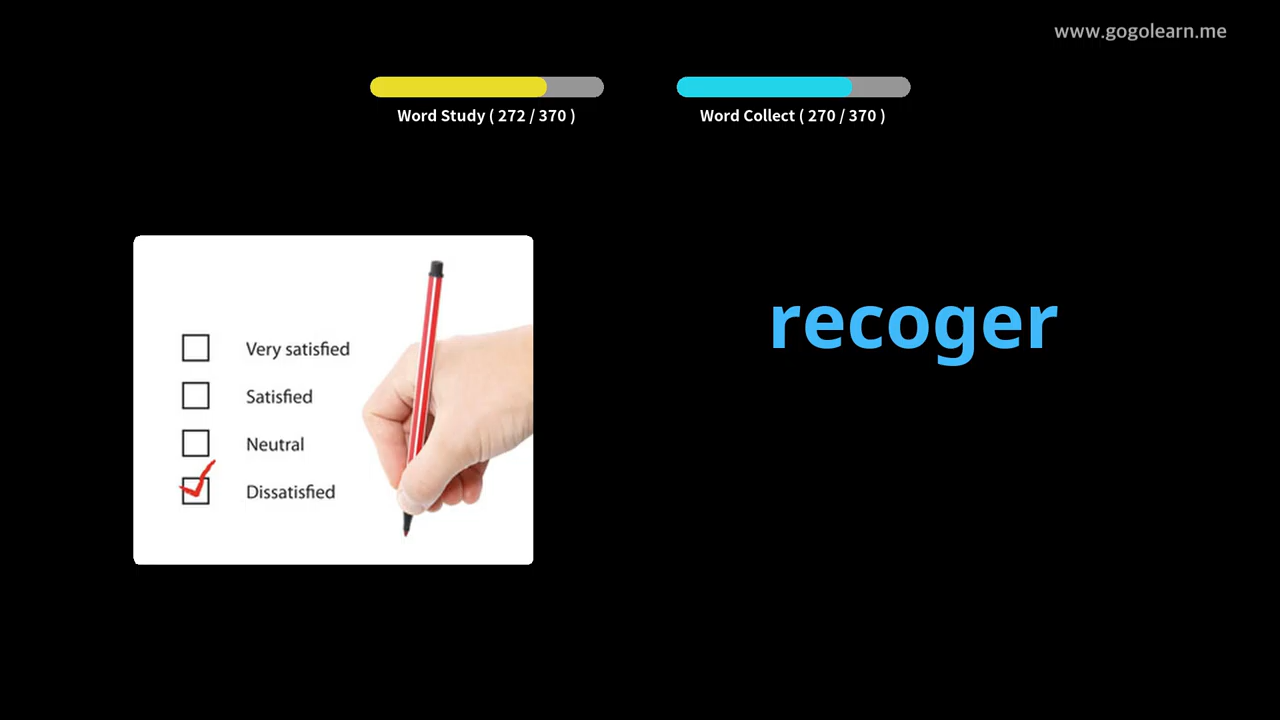 www.gogolearn.me
Word Study ( 272 / 370 )
Word Collect ( 270 / 370 )
recoger
Very satisfied
Satisfied
Neutral
Dissatisfied